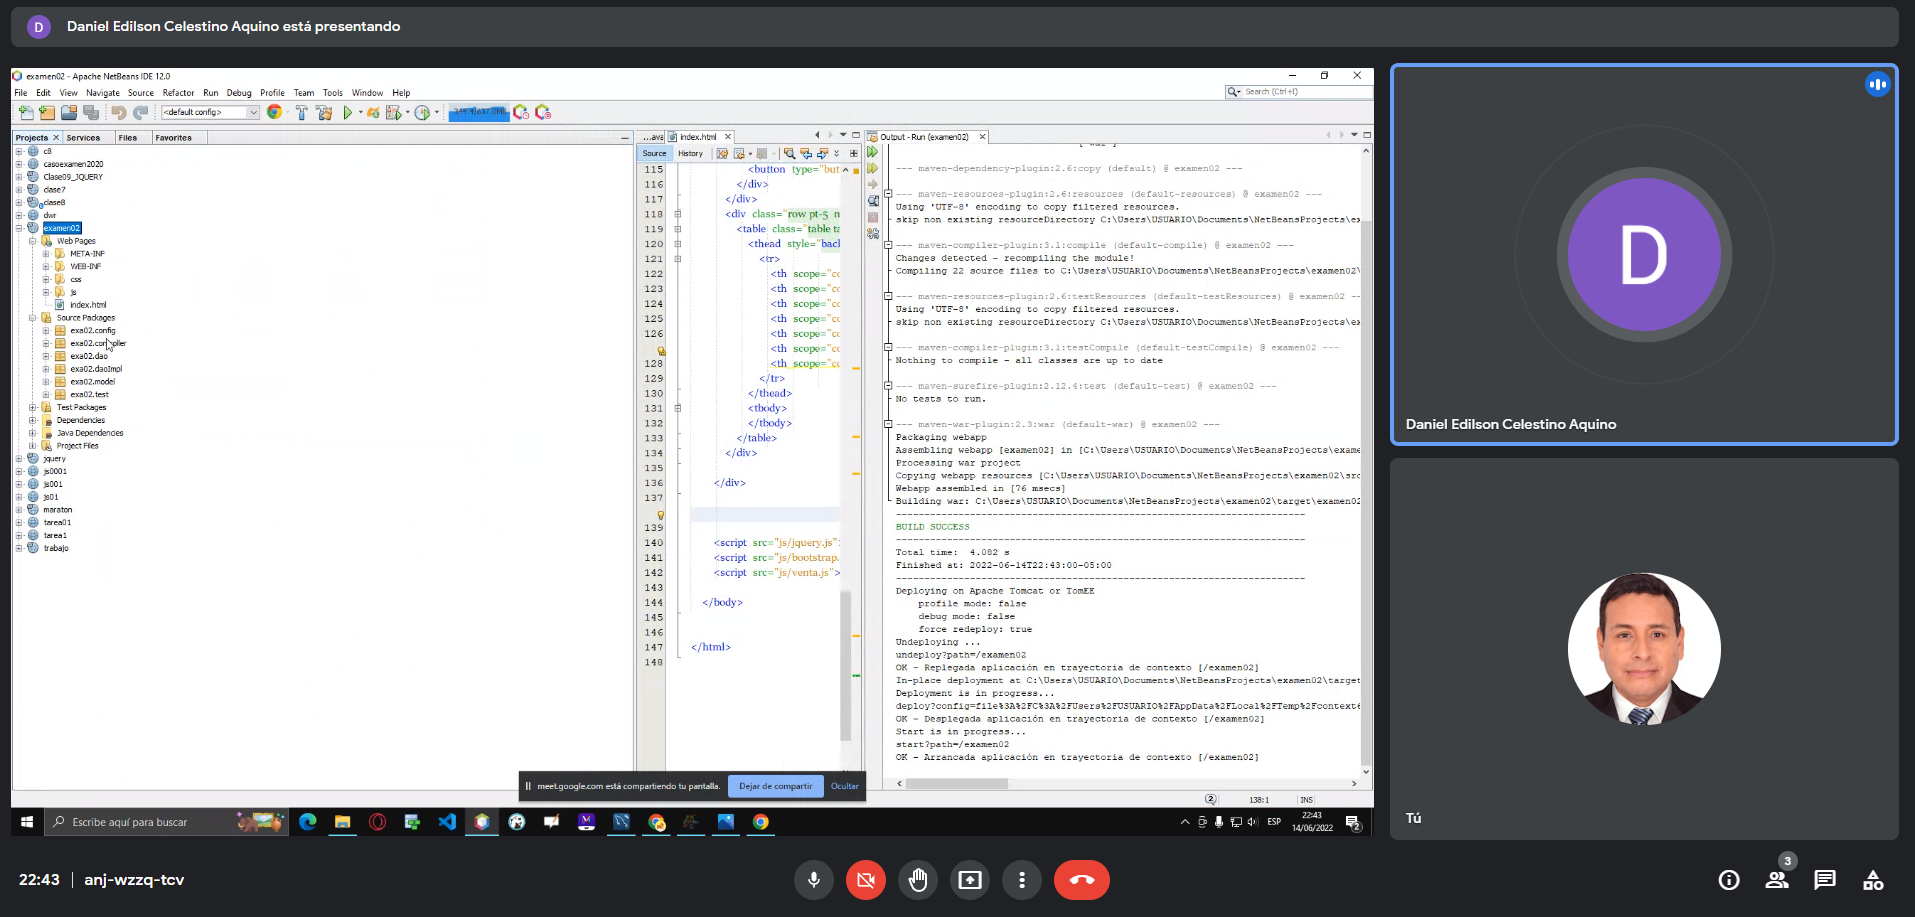 D
Daniel Edilson Celestino Aquino está presentando
examen02 - Apache NetBeans IDE 12.0
File Edit View Navigate Source Refactor Run Debug Profile Team Tools Window Help
Search (Ctrl+I)
<default config>
Projects Services Files Favorites
c8
casoexamen2020
Clase09_JQUERY
clase7
clase8
dwr
examen02
Web Pages
META-INF
WEB-INF
css
js
index.html
Source Packages
exa02.config
exa02.dao
exa02.daoImpl
exa02.model
exa02.test
Test Packages
Dependencies
Java Dependencies
Project Files
jquery
js0001
js001
js01
maraton
tarea01
tarea1
trabajo
...ava index.html
Source History
115 <button type="but
116 </div>
117 </div>
118 <div class="row pt-5 n
119 <table class="table ta
120 <thead style="back
121 <tr>
122 <th scope="cc
123 <th scope="cc
124 <th scope="cc
125 <th scope="cc
126 <th scope="cc
<th scope="cc
128 <th scope="cc
129 </tr>
130 </thead>
131 <tbody>
132 </tbody>
133 </table>
134 </div>
135
136 </div>
137
139
140 <script src="js/jquery.js"
141 <script src="js/bootstrap.
142 <script src="js/venta.js">
143
144 </body>
145
146
147 </html>
148
Output - Run (examen02)
--- maven-dependency-plugin:2.6:copy (default) @ examen02 ---
--- maven-resources-plugin:2.6:resources (default-resources) @ examen02 ---
Using 'UTF-8' encoding to copy filtered resources.
skip non existing resourceDirectory C:\Users\USUARIO\Documents\NetBeansProjects\ex
--- maven-compiler-plugin:3.1:compile (default-compile) @ examen02 ---
Changes detected - recompiling the module!
Compiling 22 source files to C:\Users\USUARIO\Documents\NetBeansProjects\examen02\
--- maven-resources-plugin:2.6:testResources (default-testResources) @ examen02 --
Using 'UTF-8' encoding to copy filtered resources.
skip non existing resourceDirectory C:\Users\USUARIO\Documents\NetBeansProjects\ex
--- maven-compiler-plugin:3.1:testCompile (default-testCompile) @ examen02 ---
Nothing to compile - all classes are up to date
--- maven-surefire-plugin:2.12.4:test (default-test) @ examen02 ---
No tests to run.
--- maven-war-plugin:2.3:war (default-war) @ examen02 ---
Packaging webapp
Assembling webapp [examen02] in [C:\Users\USUARIO\Documents\NetBeansProjects\exame
Processing war project
Copying webapp resources [C:\Users\USUARIO\Documents\NetBeansProjects\examen02\src
Webapp assembled in [76 msecs]
Building war: C:\Users\USUARIO\Documents\NetBeansProjects\examen02\target\examen02
------------------------------------------------------------------------
BUILD SUCCESS
------------------------------------------------------------------------
Total time:  4.082 s
Finished at: 2022-06-14T22:43:00-05:00
------------------------------------------------------------------------
Deploying on Apache Tomcat or TomEE
profile mode: false
debug mode: false
force redeploy: true
Undeploying ...
undeploy?path=/examen02
OK - Replegada aplicación en trayectoria de contexto [/examen02]
In-place deployment at C:\Users\USUARIO\Documents\NetBeansProjects\examen02\target
Deployment is in progress...
deploy?config=file%3A%2FC%3A%2FUsers%2FUSUARIO%2FAppData%2FLocal%2FTemp%2Fcontext
OK - Desplegada aplicación en trayectoria de contexto [/examen02]
Start is in progress...
start?path=/examen02
OK - Arrancada aplicación en trayectoria de contexto [/examen02]
meet.google.com está compartiendo tu pantalla. Dejar de compartir Ocultar
2 138:1 INS
Escribe aquí para buscar
ESP
22:43
14/06/2022
2
D
Daniel Edilson Celestino Aquino
Tú
22:43 | anj-wzzq-tcv
3